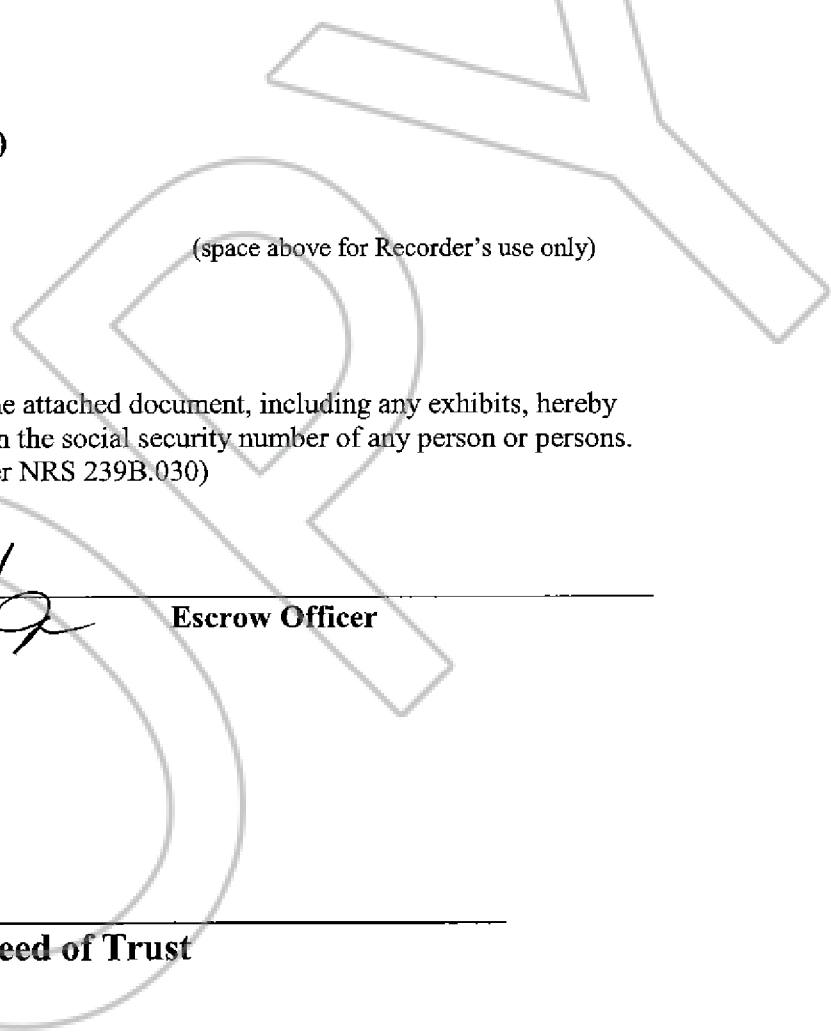 )
(space above for Recorder's use only)
e attached document, including any exhibits, hereby
n the social security number of any person or persons.
r NRS 239B.030)
Escrow Officer
eed of Trust
OPY